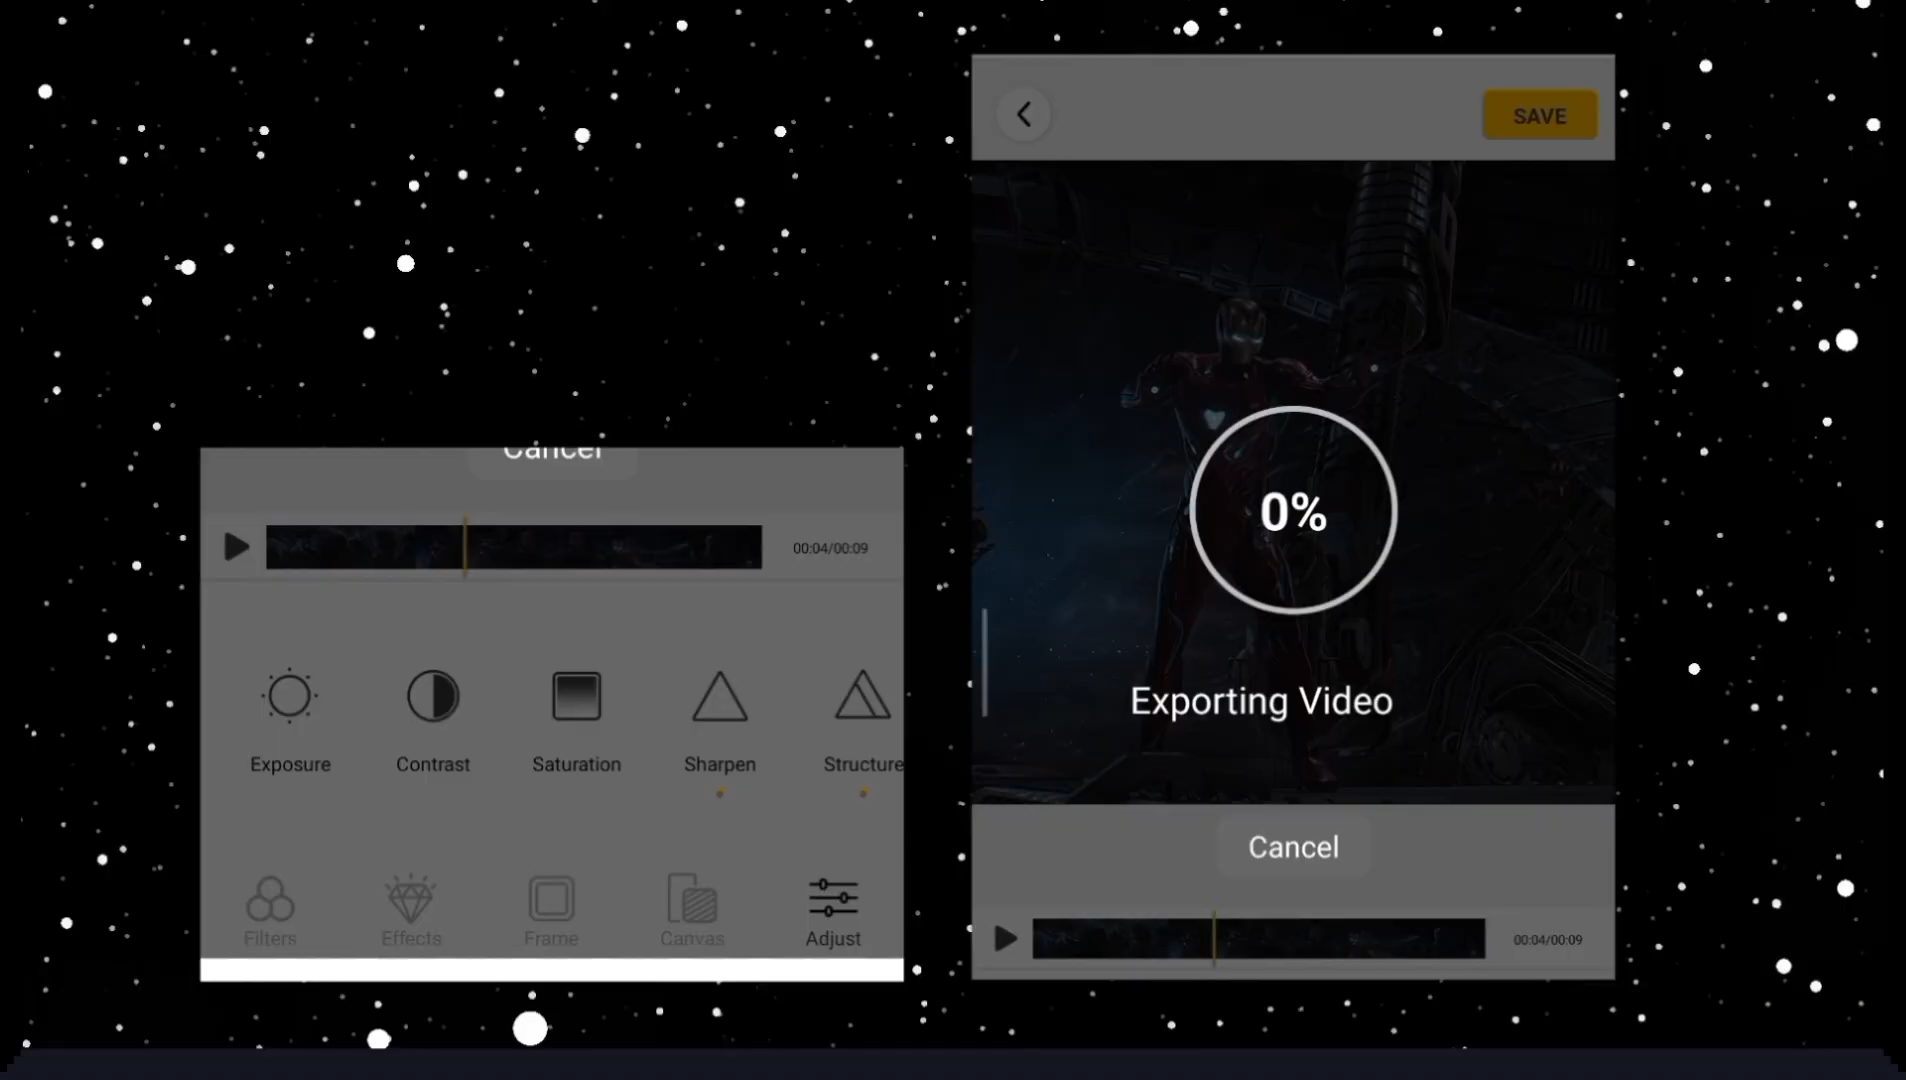 Cancel
00:04/00:09
Exposure Contrast Saturation Sharpen Structure
Filters Effects Frame Canvas Adjust
SAVE
0%
Exporting Video
Cancel
00:04/00:09